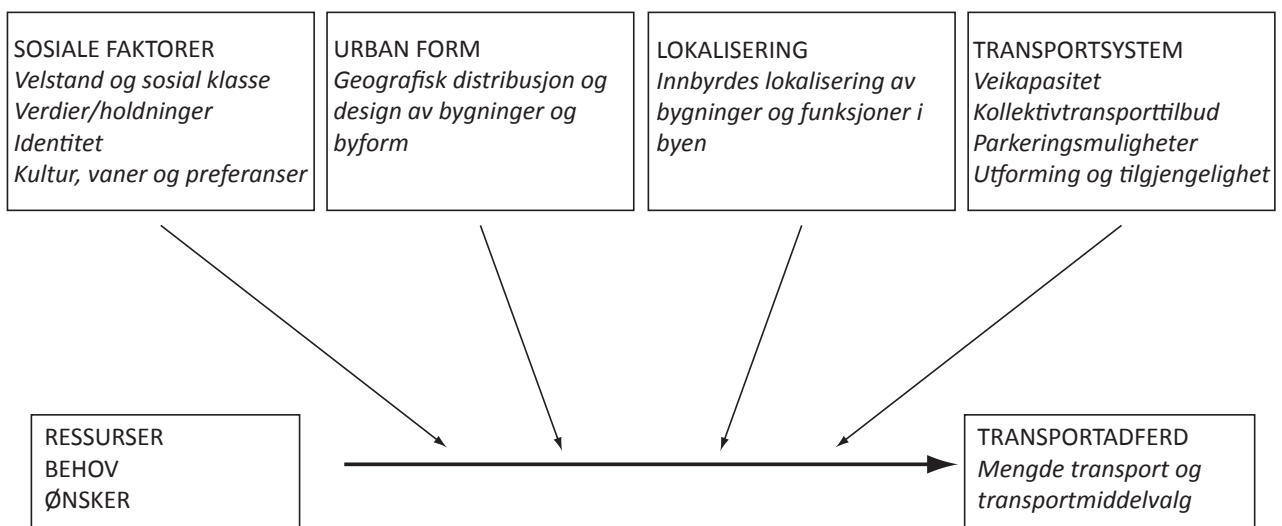 SOSIALE FAKTORER
Velstand og sosial klasse
Verdier/holdninger
Identitet
Kultur, vaner og preferanser
URBAN FORM
Geografisk distribusjon og
design av bygninger og
byform
LOKALISERING
Innbyrdes lokalisering av
bygninger og funksjoner i
byen
TRANSPORTSYSTEM
Veikapasitet
Kollektivtransporttilbud
Parkeringsmuligheter
Utforming og tilgjengelighet
RESSURSER
BEHOV
ØNSKER
TRANSPORTADFERD
Mengde transport og
transportmiddelvalg